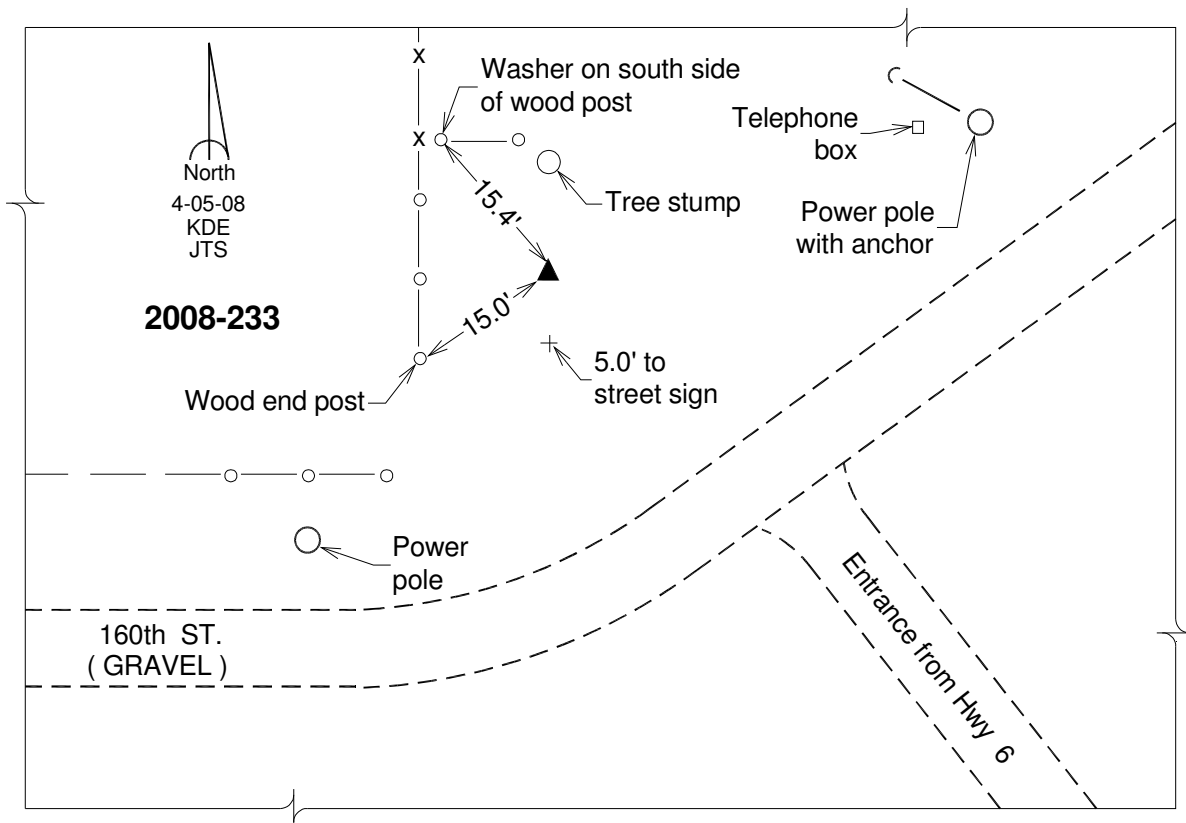 x
Washer on south side
of wood post
x
Telephone
box
North
4-05-08
KDE
JTS
15.4'
Tree stump
Power pole
with anchor
2008-233
15.0'
5.0' to
street sign
Wood end post
Power
pole
160th ST.
( GRAVEL )
Entrance from Hwy 6